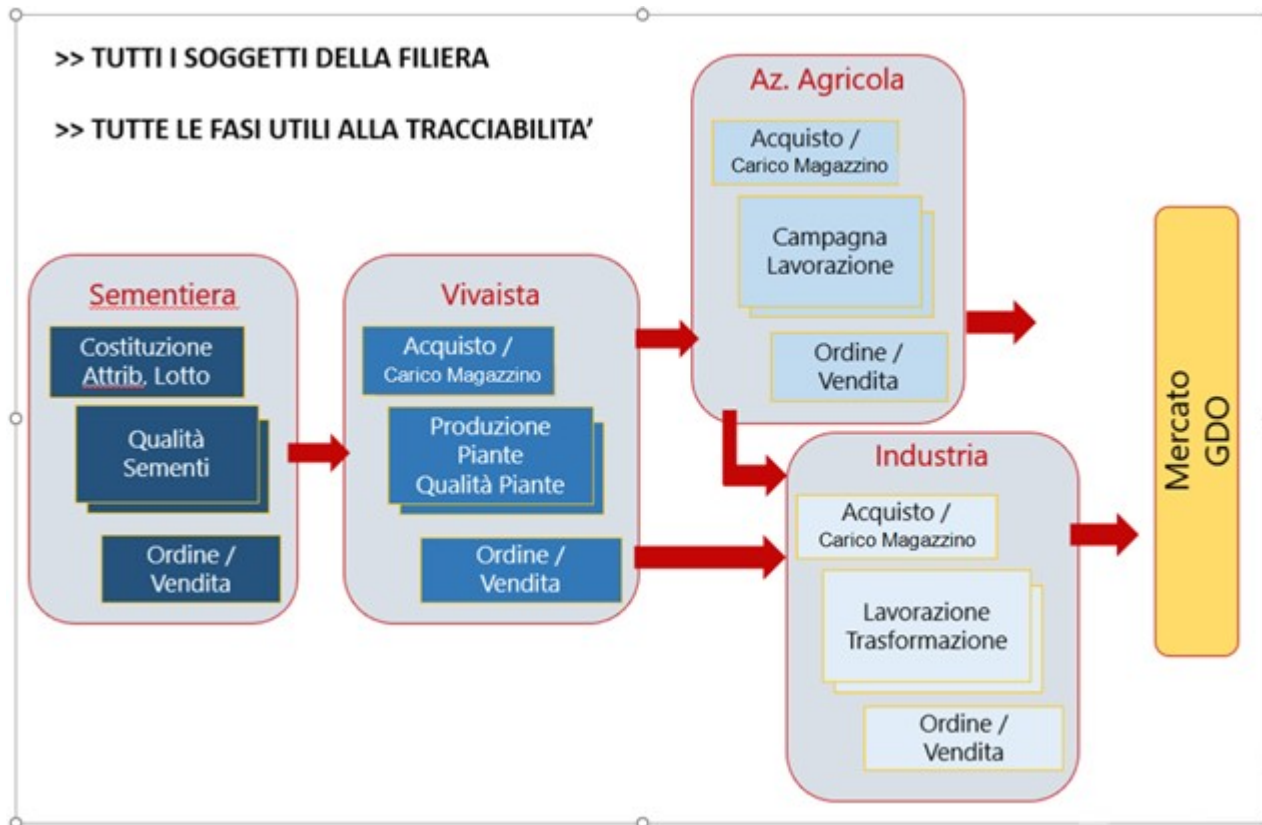 >> TUTTI I SOGGETTI DELLA FILIERA
>> TUTTE LE FASI UTILI ALLA TRACCIABILITA’
Sementiera
Costituzione
Attrib. Lotto
Qualità
Sementi
Ordine /
Vendita
Vivaista
Acquisto /
Carico Magazzino
Produzione
Piante
Qualità Piante
Ordine /
Vendita
Az. Agricola
Acquisto /
Carico Magazzino
Campagna
Lavorazione
Ordine /
Vendita
Industria
Acquisto /
Carico Magazzino
Lavorazione
Trasformazione
Ordine /
Vendita
Mercato
GDO